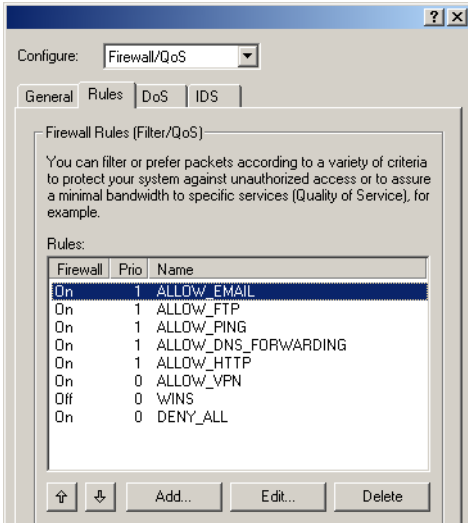 Configure: Firewall/QoS
General Rules DoS IDS
Firewall Rules (Filter/QoS)
You can filter or prefer packets according to a variety of criteria
to protect your system against unauthorized access or to assure
a minimal bandwidth to specific services (Quality of Service), for
example.
Rules:
Firewall Prio Name
On 1 ALLOW_EMAIL
On 1 ALLOW_FTP
On 1 ALLOW_PING
On 1 ALLOW_DNS_FORWARDING
On 1 ALLOW_HTTP
On 0 ALLOW_VPN
Off 0 WINS
On 0 DENY_ALL
Add... Edit... Delete